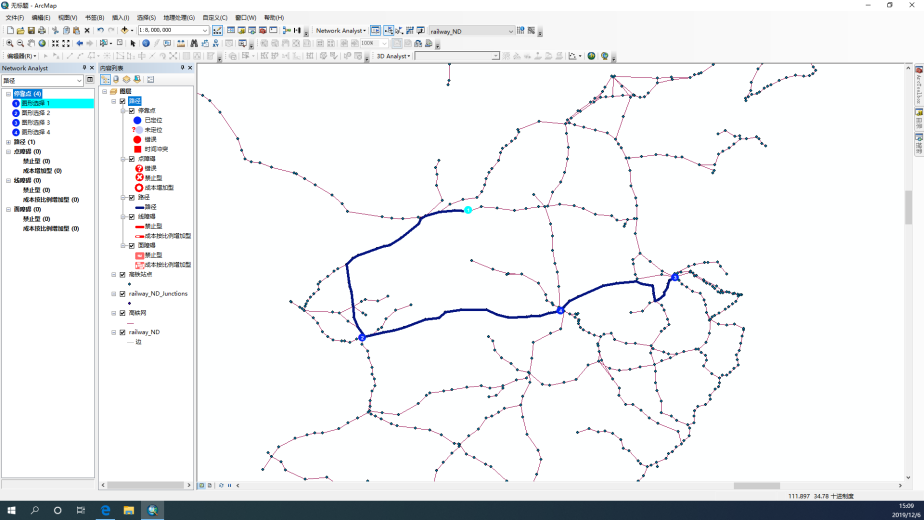 无标题 - ArcMap
文件(F) 编辑(E) 视图(V) 书签(B) 插入(I) 选择(S) 地理处理(G) 自定义(C) 窗口(W) 帮助(H)
1:8,000,000
Network Analyst
railway_ND
100%
3D Analyst
编辑器(R)
Network Analyst
路径
停靠点 (4)
1 图形选择 1
2 图形选择 2
3 图形选择 3
4 图形选择 4
路径 (1)
点障碍 (0)
禁止型 (0)
成本增加型 (0)
线障碍 (0)
禁止型 (0)
成本按比例增加型 (0)
面障碍 (0)
禁止型 (0)
成本按比例增加型 (0)
内容列表
图层
路径
停靠点
已定位
未定位
错误
时间冲突
点障碍
错误
禁止型
成本增加型
路径
路径
线障碍
禁止型
成本按比例增加型
面障碍
禁止型
成本按比例增加型
高铁站点
railway_ND_Junctions
高铁网
railway_ND
边
ArcToolbox
目录
搜索
111.897 34.78 十进制度
15:09
2019/12/6